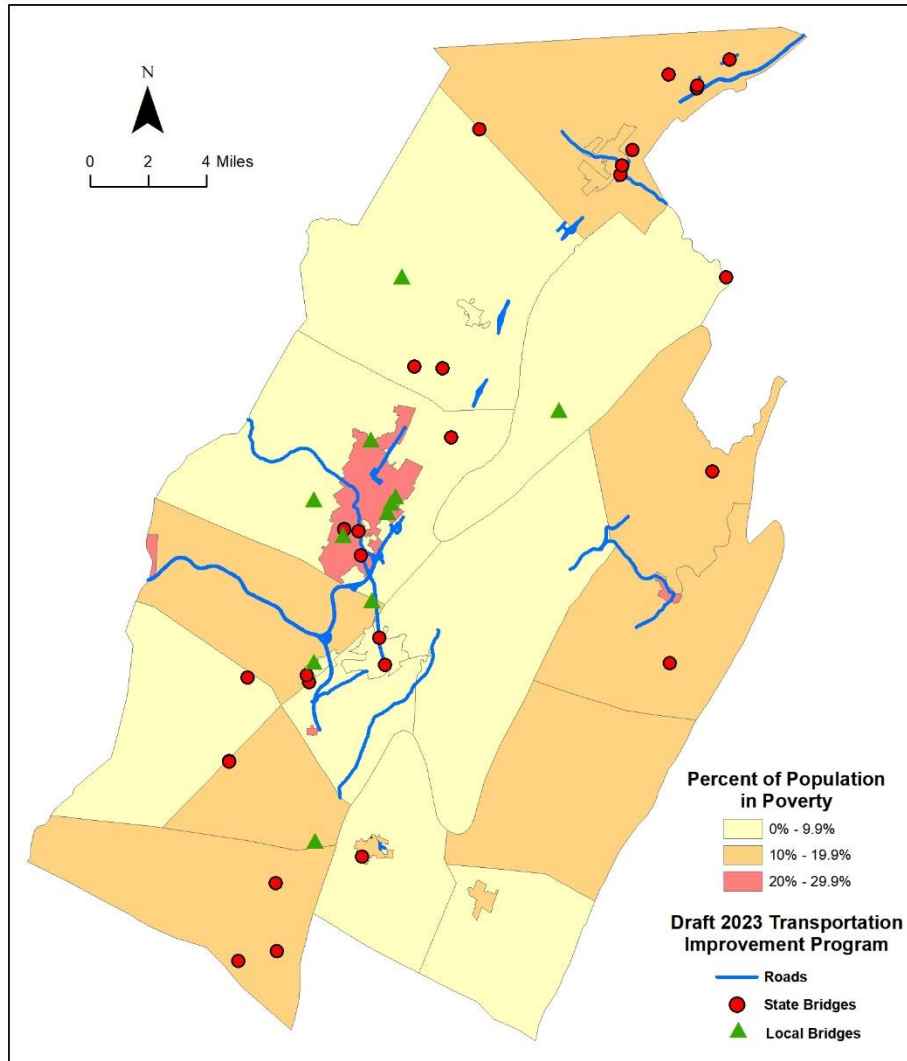 N
0 2 4 Miles
Percent of Population
in Poverty
0% - 9.9%
10% - 19.9%
20% - 29.9%
Draft 2023 Transportation
Improvement Program
Roads
State Bridges
Local Bridges